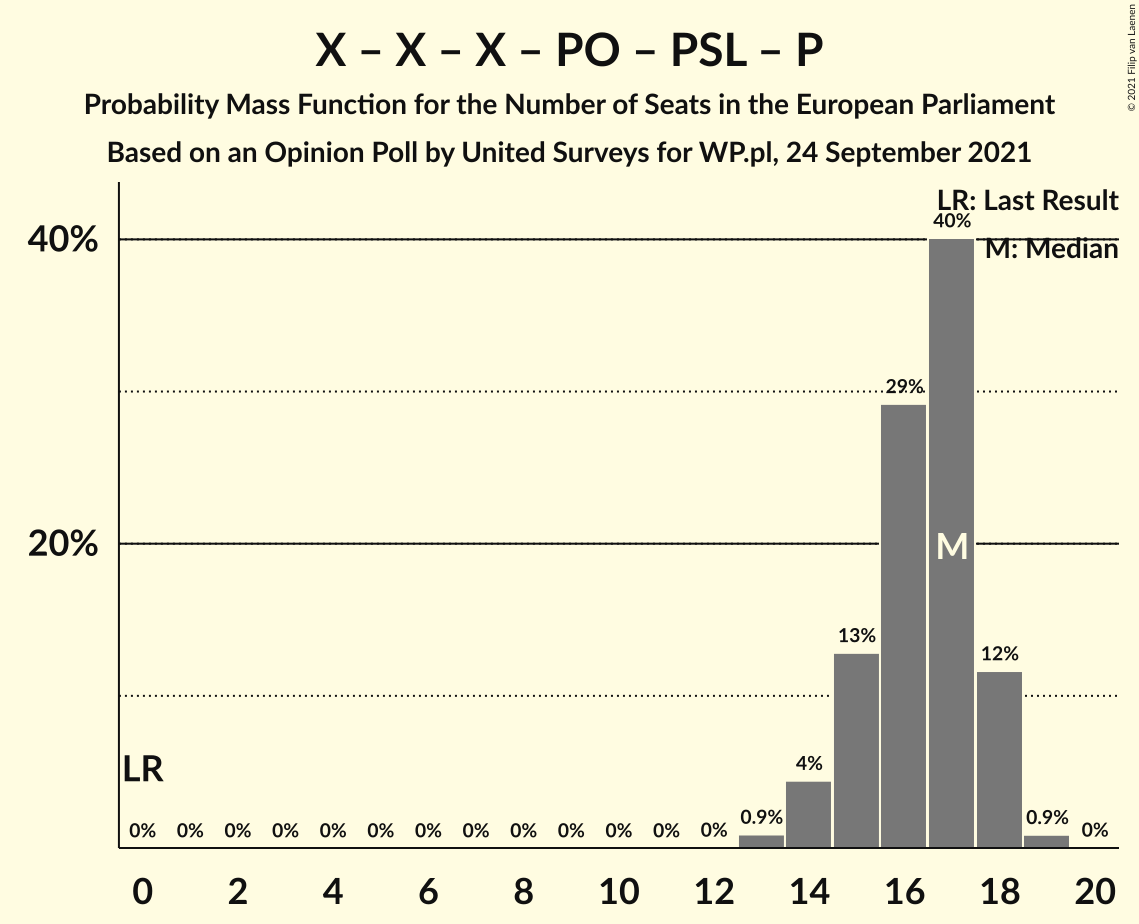 X – X – X – PO – PSL – P
Probability Mass Function for the Number of Seats in the European Parliament
Based on an Opinion Poll by United Surveys for WP.pl, 24 September 2021
© 2021 Filip van Laenen
LR: Last Result
M: Median
40%
20%
40%
29%
M
13%
12%
4%
LR
0% 0% 0% 0% 0% 0% 0% 0% 0% 0% 0% 0% 0% 0.9% 0.9% 0%
0 2 4 6 8 10 12 14 16 18 20